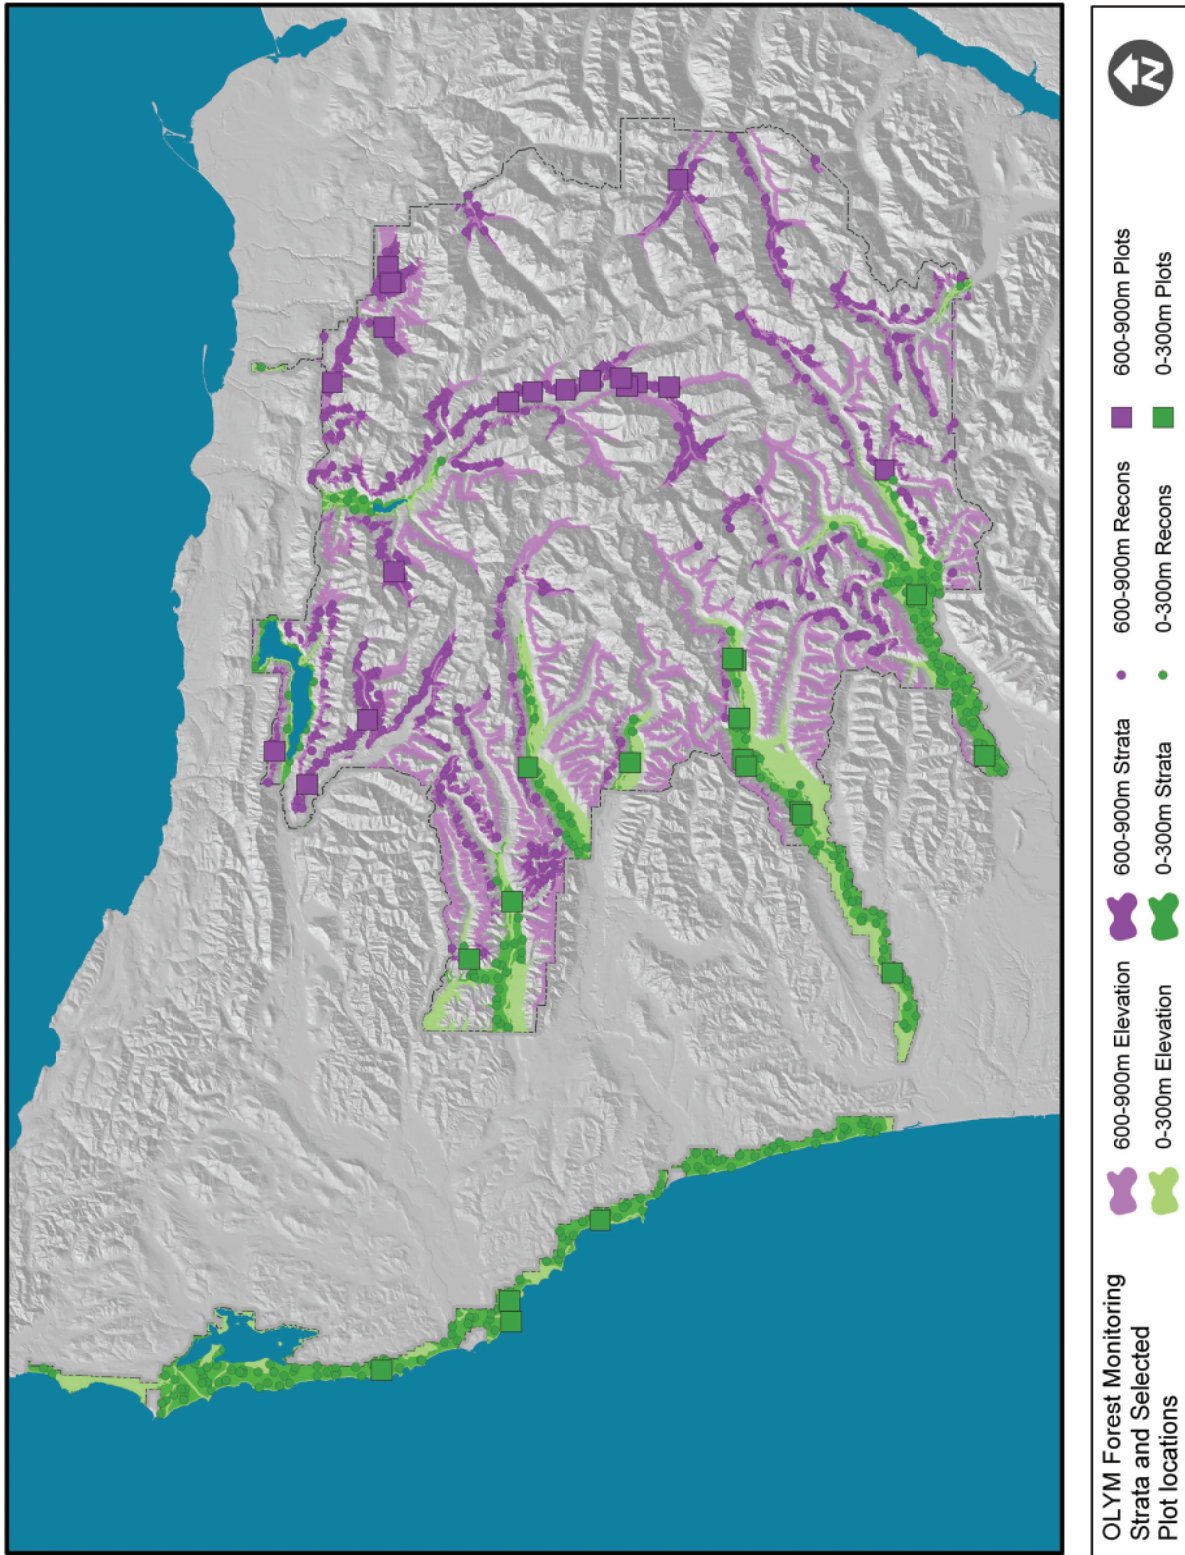 OLYM Forest Monitoring
Strata and Selected
Plot locations
600-900m Elevation
0-300m Elevation
600-900m Strata
0-300m Strata
600-900m Recons
0-300m Recons
600-900m Plots
0-300m Plots
N